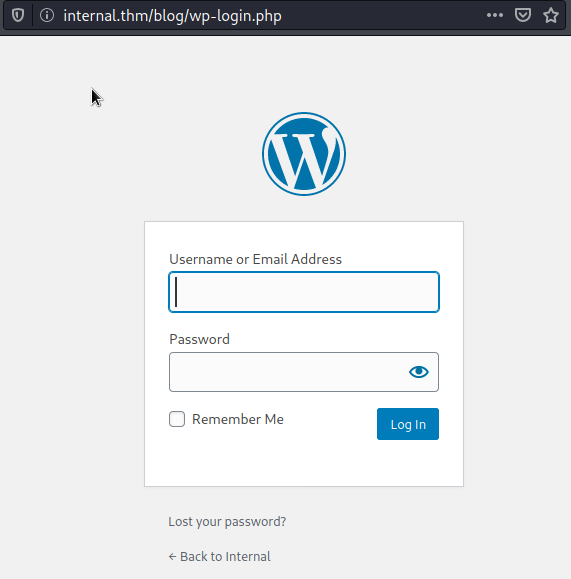 internal.thm/blog/wp-login.php
Username or Email Address
Password
Remember Me
Log In
Lost your password?
← Back to Internal